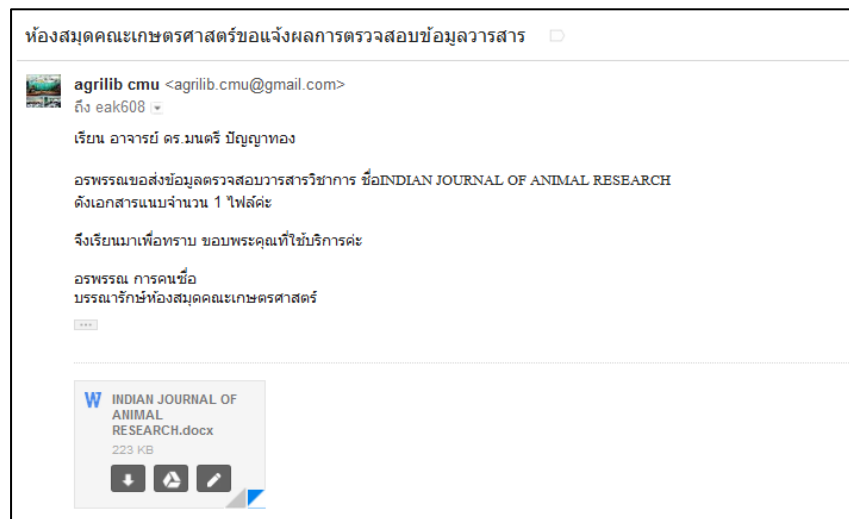 ห้องสมุดคณะเกษตรศาสตร์ขอแจ้งผลการตรวจสอบข้อมูลวารสาร
agrilib cmu <agrilib.cmu@gmail.com>
ถึง eak608
เรียน อาจารย์ ดร.มนตรี ปัญญาทอง
อรพรรณขอส่งข้อมูลตรวจสอบวารสารวิชาการ ชื่อINDIAN JOURNAL OF ANIMAL RESEARCH
ดังเอกสารแนบจำนวน 1 ไฟล์ค่ะ
จึงเรียนมาเพื่อทราบ ขอบพระคุณที่ใช้บริการค่ะ
อรพรรณ การคนซื่อ
บรรณารักษ์ห้องสมุดคณะเกษตรศาสตร์
W INDIAN JOURNAL OF
ANIMAL
RESEARCH.docx
223 KB